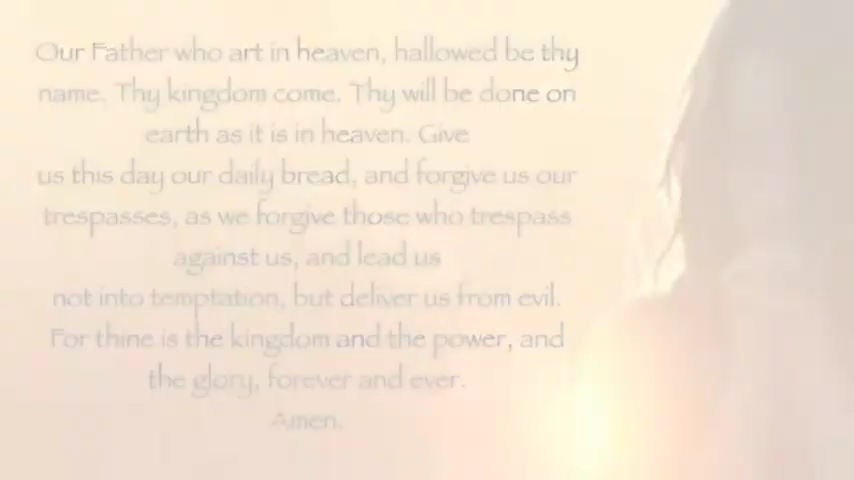 Our Father who art in heaven, hallowed be thy
name. Thy kingdom come. Thy will be done on
earth as it is in heaven. Give
us this day our daily bread, and forgive us our
trespasses, as we forgive those who trespass
against us, and lead us
not into temptation, but deliver us from evil.
For thine is the kingdom and the power, and
the glory, forever and ever.
Amen.